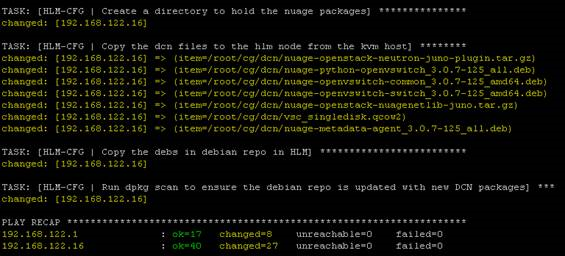 TASK: [HLM-CFG | Create a directory to hold the nuage packages] ***************
changed: [192.168.122.16]
TASK: [HLM-CFG | Copy the dcn files to the hlm node from the kvm host] ********
changed: [192.168.122.16] => (item=/root/cg/dcn/nuage-openstack-neutron-juno-plugin.tar.gz)
changed: [192.168.122.16] => (item=/root/cg/dcn/nuage-python-openvswitch_3.0.7-125_all.deb)
changed: [192.168.122.16] => (item=/root/cg/dcn/nuage-openvswitch-common_3.0.7-125_amd64.deb)
changed: [192.168.122.16] => (item=/root/cg/dcn/nuage-openvswitch-switch_3.0.7-125_amd64.deb)
changed: [192.168.122.16] => (item=/root/cg/dcn/nuage-openstack-nuagenetlib-juno.tar.gz)
changed: [192.168.122.16] => (item=/root/cg/dcn/vsc_singledisk.qcow2)
changed: [192.168.122.16] => (item=/root/cg/dcn/nuage-metadata-agent_3.0.7-125_all.deb)
TASK: [HLM-CFG | Copy the debs in debian repo in HLM] *************************
changed: [192.168.122.16]
TASK: [HLM-CFG | Run dpkg scan to ensure the debian repo is updated with new DCN packages] ***
changed: [192.168.122.16]
PLAY RECAP ********************************************************************
192.168.122.1 : ok=17 changed=8 unreachable=0 failed=0
192.168.122.16 : ok=40 changed=27 unreachable=0 failed=0